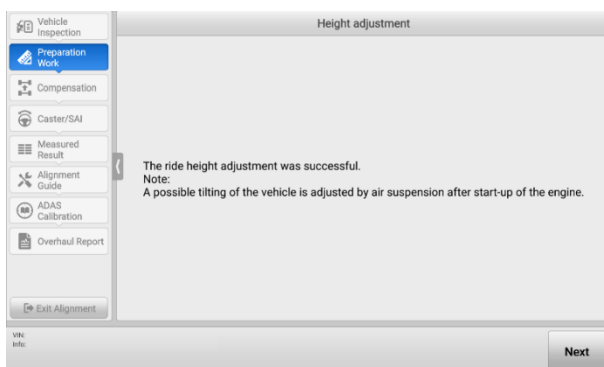 Vehicle
Inspection
Height adjustment
Preparation
Work
Compensation
Caster/SAI
Measured
Result
Alignment
Guide
ADAS
Calibration
Overhaul Report
Exit Alignment
The ride height adjustment was successful.
Note:
A possible tilting of the vehicle is adjusted by air suspension after start-up of the engine.
VIN:
Info:
Next